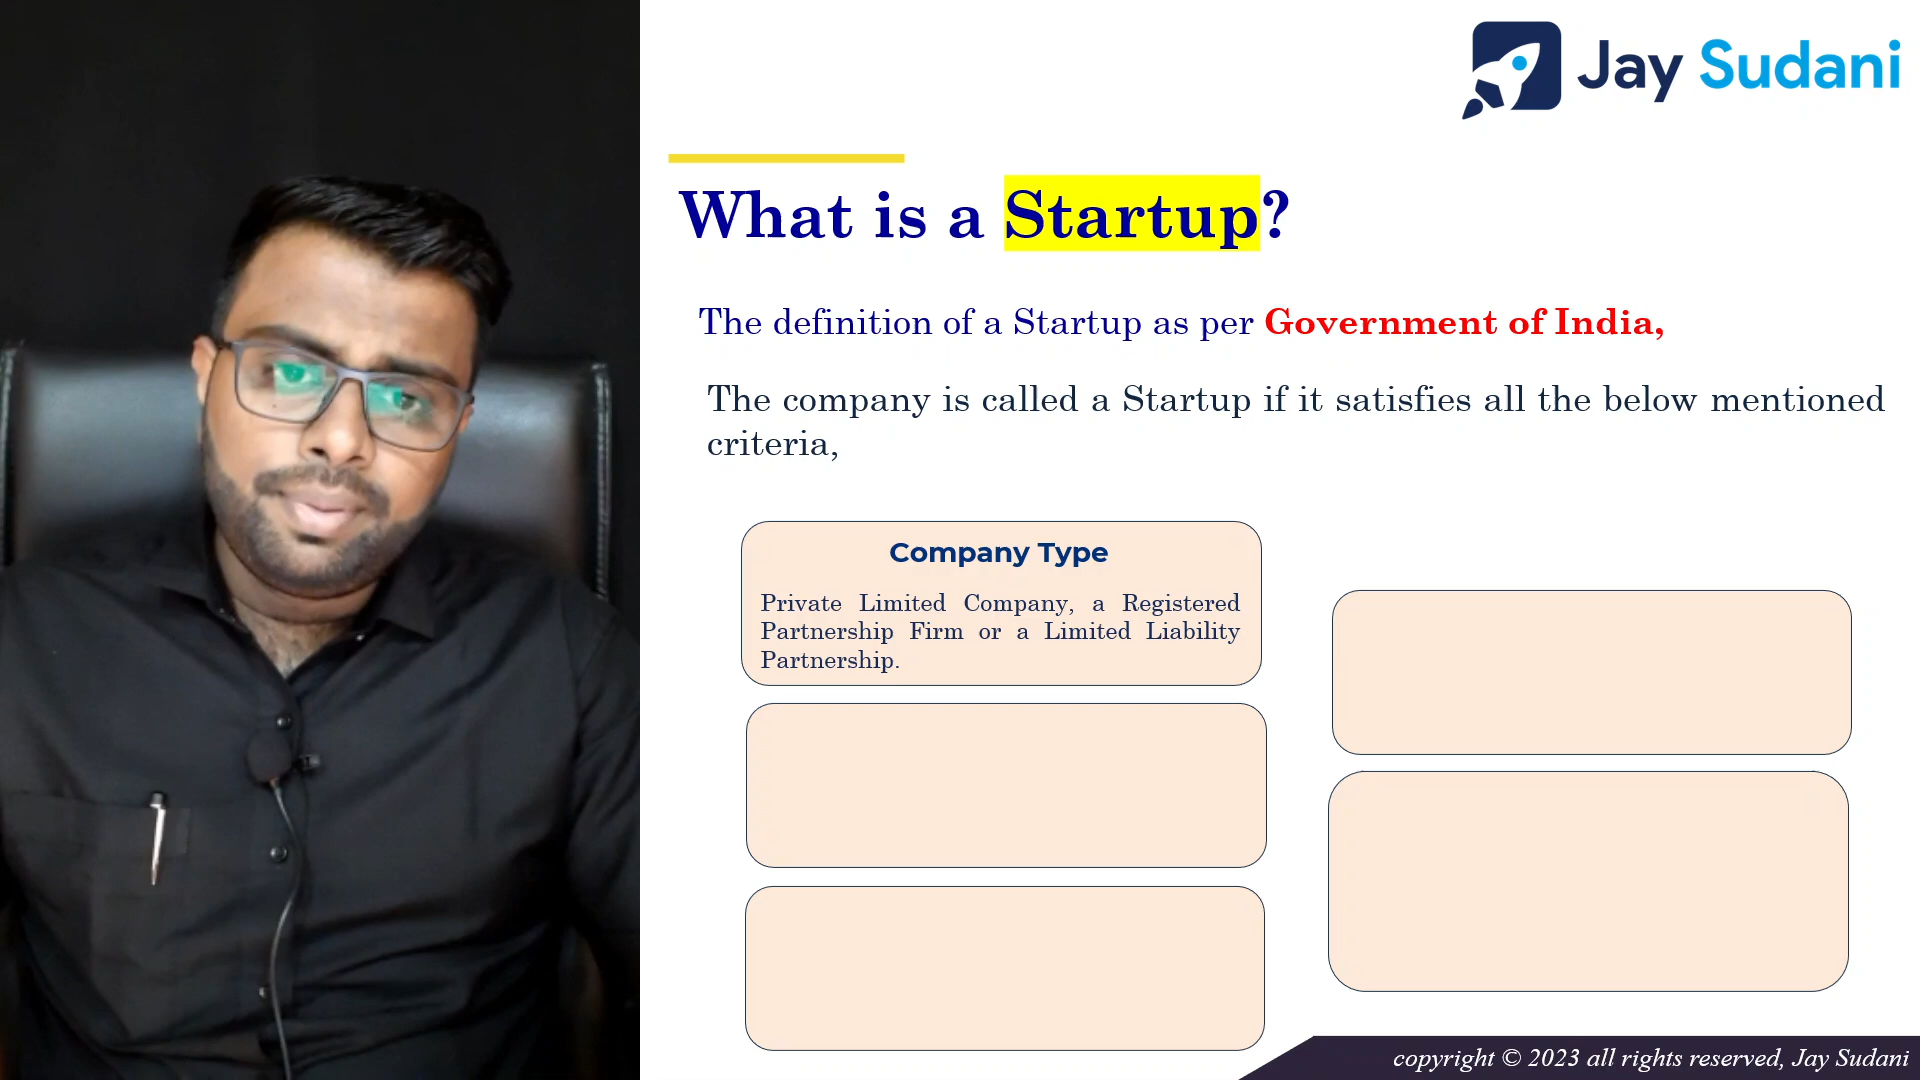 Jay Sudani
What is a Startup?
The definition of a Startup as per Government of India,
The company is called a Startup if it satisfies all the below mentioned
criteria,
Company Type
Private Limited Company, a Registered
Partnership Firm or a Limited Liability
Partnership.
copyright © 2023 all rights reserved, Jay Sudani